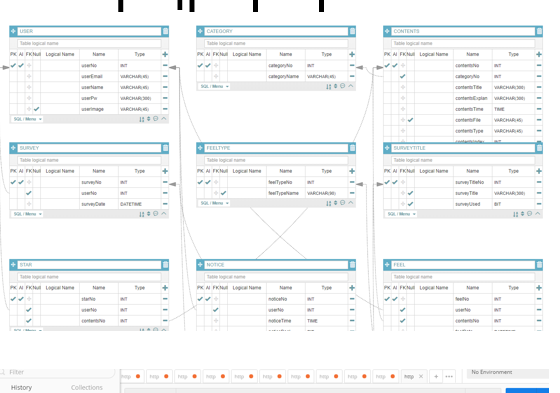 USER
Table logical name
PK AI FK Null Logical Name Name Type
userNo INT
userEmail VARCHAR(45)
userName VARCHAR(45)
userPw VARCHAR(300)
userImage VARCHAR(45)
SQL / Memo
CATEGORY
Table logical name
PK AI FK Null Logical Name Name Type
categoryNo INT
categoryName VARCHAR(45)
SQL / Memo
CONTENTS
Table logical name
PK AI FK Null Logical Name Name Type
contentsNo INT
categoryNo INT
contentsTitle VARCHAR(300)
contentsExplan VARCHAR(3000)
contentsTime TIME
contentsFile VARCHAR(45)
contentsType VARCHAR(45)
SURVEY
Table logical name
PK AI FK Null Logical Name Name Type
surveyNo INT
userNo INT
surveyDate DATETIME
SQL / Memo
FEELTYPE
Table logical name
PK AI FK Null Logical Name Name Type
feelTypeNo INT
feelTypeName VARCHAR(99)
SQL / Memo
SURVEYTITLE
Table logical name
PK AI FK Null Logical Name Name Type
surveyTitleNo INT
surveyTitle VARCHAR(300)
surveyUsed BIT
SQL / Memo
STAR
Table logical name
PK AI FK Null Logical Name Name Type
starNo INT
userNo INT
contentsNo INT
NOTICE
Table logical name
PK AI FK Null Logical Name Name Type
noticeNo INT
userNo INT
noticeTime TIME
FEEL
Table logical name
PK AI FK Null Logical Name Name Type
feelNo INT
userNo INT
contentsNo INT
Filter
http http http http http http http http http
No Environment
History Collections